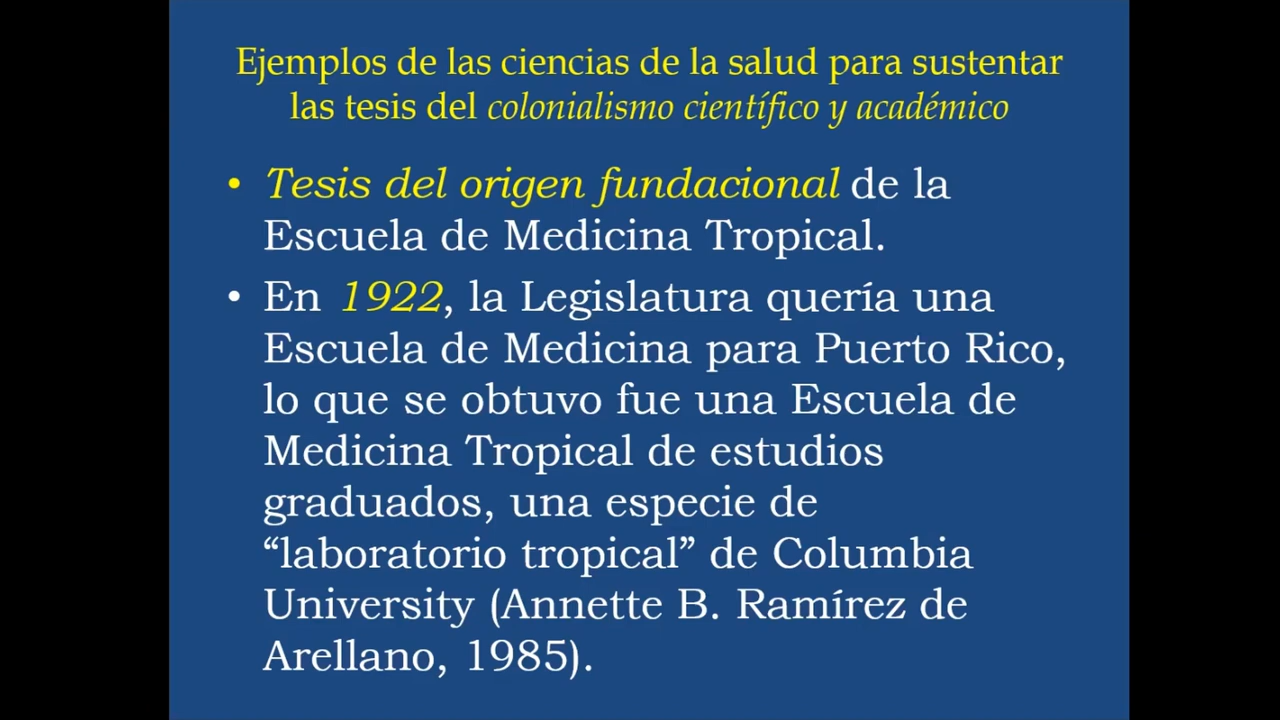 Ejemplos de las ciencias de la salud para sustentar
las tesis del colonialismo científico y académico
• Tesis del origen fundacional de la
Escuela de Medicina Tropical.
• En 1922, la Legislatura quería una
Escuela de Medicina para Puerto Rico,
lo que se obtuvo fue una Escuela de
Medicina Tropical de estudios
graduados, una especie de
“laboratorio tropical” de Columbia
University (Annette B. Ramírez de
Arellano, 1985).